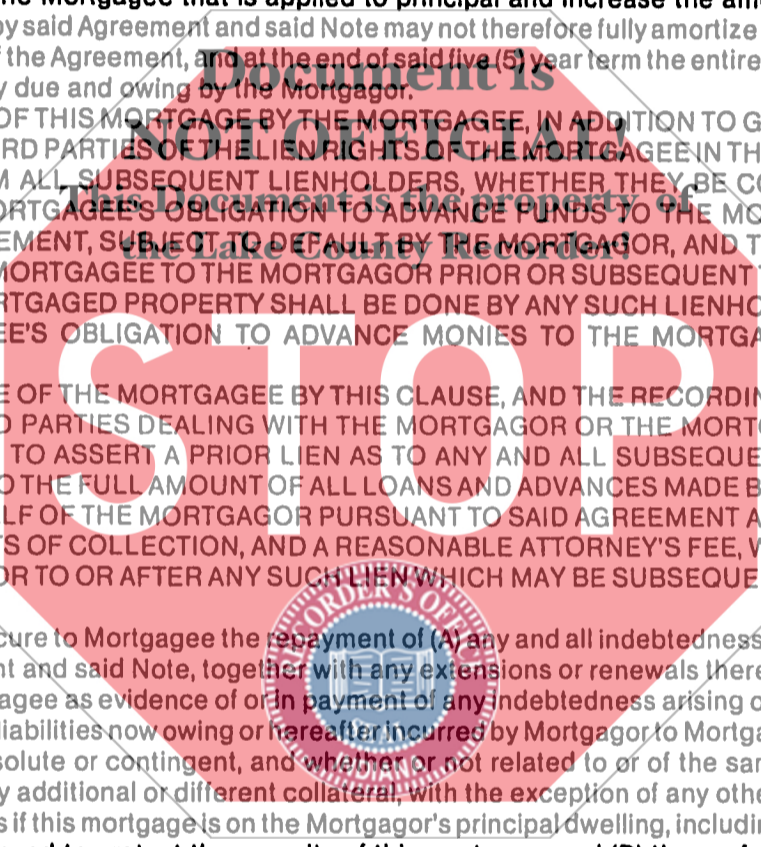 the Mortgagee that is applied to principal and increase the am
by said Agreement and said Note may not therefore fully amortize
f the Agreement, and at the end of said five (5) year term the entire
y due and owing by the Mortgagor.
Document is
NOT OFFICIAL!
This Document is the property of
the Lake County Recorder!
OF THIS MORTGAGE BY THE MORTGAGEE, IN ADDITION TO G
RD PARTIES OF THE LIEN RIGHTS OF THE MORTGAGEE IN TH
M ALL SUBSEQUENT LIENHOLDERS, WHETHER THEY BE CO
ORTGAGEE'S OBLIGATION TO ADVANCE FUNDS TO THE MO
EMENT, SUBJECT TO DEFAULT BY THE MORTGAGOR, AND T
MORTGAGEE TO THE MORTGAGOR PRIOR OR SUBSEQUENT
RTGAGED PROPERTY SHALL BE DONE BY ANY SUCH LIENHO
EE'S OBLIGATION TO ADVANCE MONIES TO THE MORTGA
STOP
E OF THE MORTGAGEE BY THIS CLAUSE, AND THE RECORDIN
D PARTIES DEALING WITH THE MORTGAGOR OR THE MORT
TO ASSERT A PRIOR LIEN AS TO ANY AND ALL SUBSEQUE
O THE FULL AMOUNT OF ALL LOANS AND ADVANCES MADE B
LF OF THE MORTGAGOR PURSUANT TO SAID AGREEMENT A
S OF COLLECTION, AND A REASONABLE ATTORNEY'S FEE, W
OR TO OR AFTER ANY SUCH LIEN WHICH MAY BE SUBSEQUE
RECORDER'S OFFICE
cure to Mortgagee the repayment of (A) any and all indebtedness
nt and said Note, together with any extensions or renewals there
agee as evidence of or in payment of any indebtedness arising o
liabilities now owing or hereafter incurred by Mortgagor to Mortga
solute or contingent, and whether or not related to or of the sam
INDIANA
y additional or different collateral, with the exception of any othe
s if this mortgage is on the Mortgagor's principal dwelling, includin